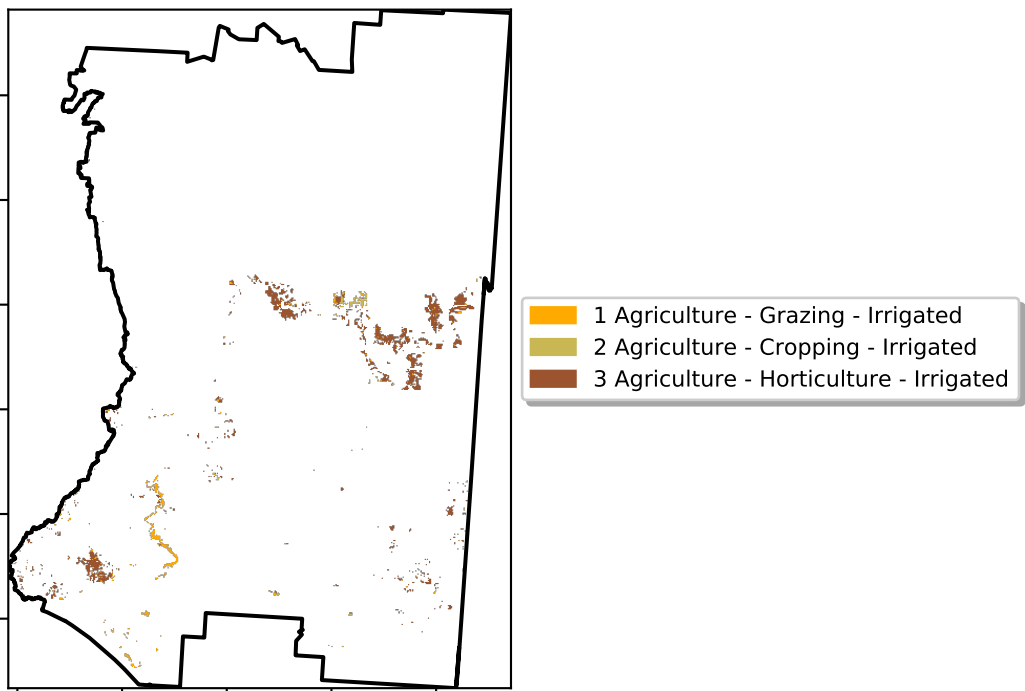 1 Agriculture - Grazing - Irrigated
2 Agriculture - Cropping - Irrigated
3 Agriculture - Horticulture - Irrigated